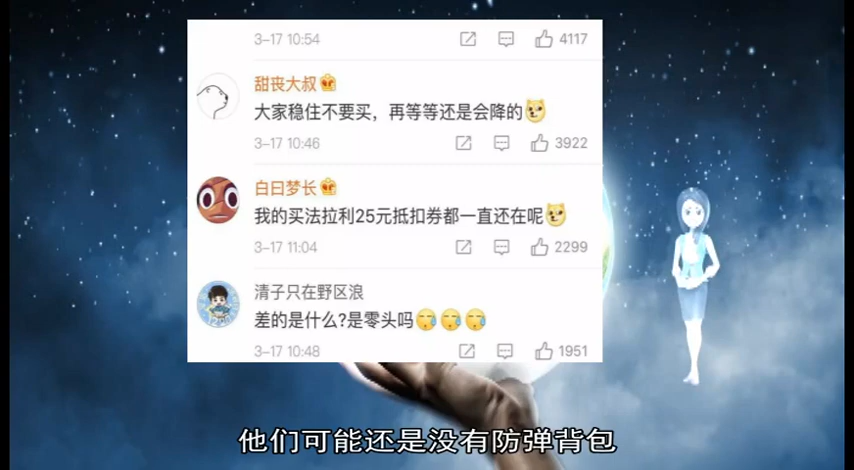 3-17 10:54 4117
甜丧大叔
大家稳住不要买，再等等还是会降的
3-17 10:46 3922
白日梦长
我的买法拉利25元抵扣券都一直还在呢
3-17 11:04 2299
清子只在野区浪
差的是什么?是零头吗
3-17 10:48 1951
他们可能还是没有防弹背包